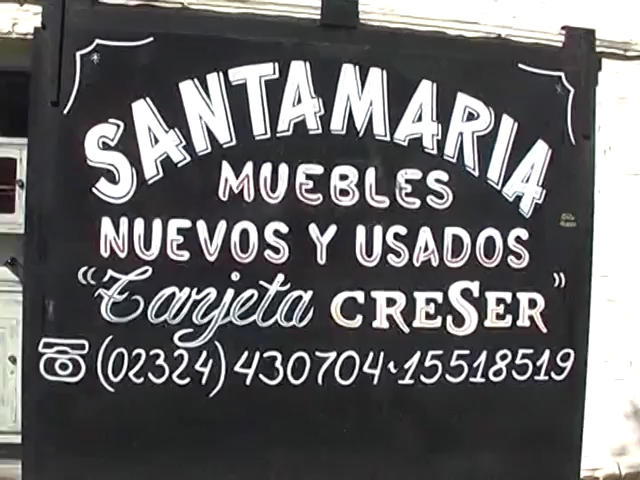 SANTAMARIA
MUEBLES
NUEVOS Y USADOS
"Tarjeta CRESER"
(02324) 430704~15518519